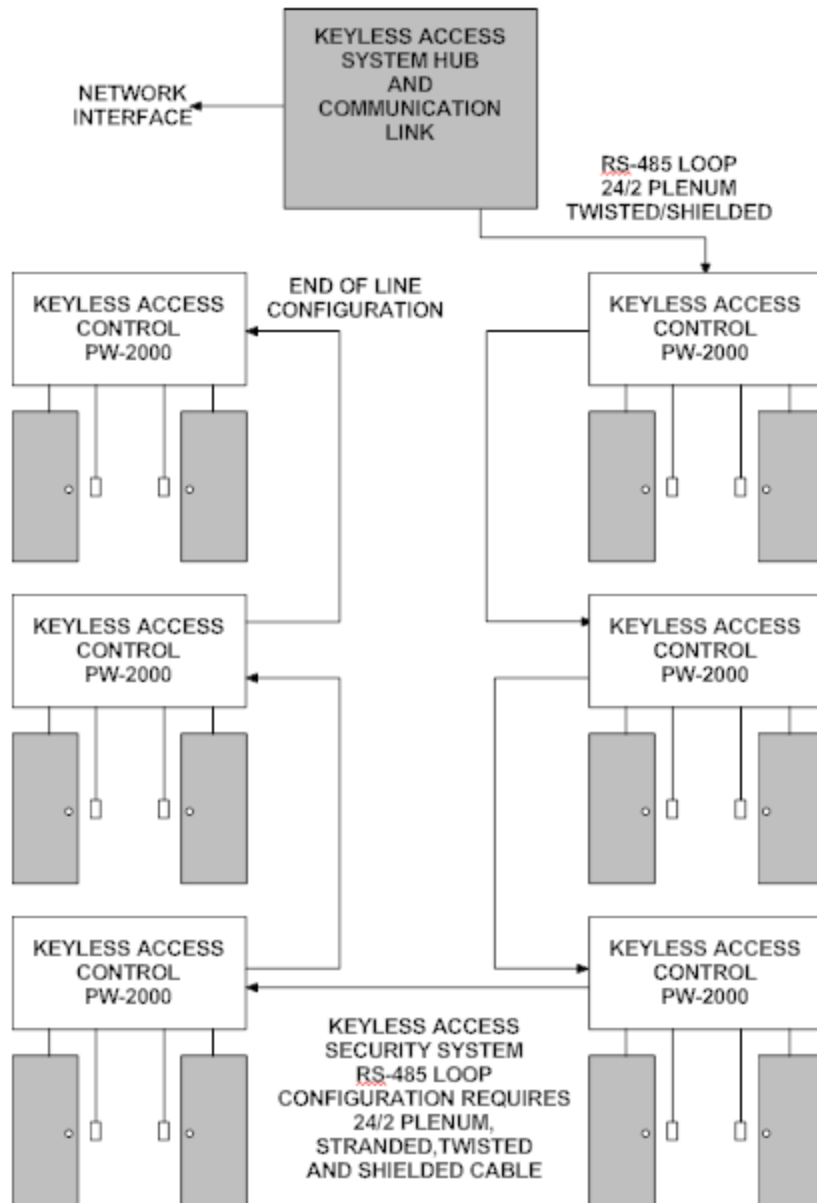 KEYLESS ACCESS
SYSTEM HUB
AND
COMMUNICATION
LINK
NETWORK
INTERFACE
RS-485 LOOP
24/2 PLENUM
TWISTED/SHIELDED
KEYLESS ACCESS
CONTROL
PW-2000
END OF LINE
CONFIGURATION
KEYLESS ACCESS
CONTROL
PW-2000
KEYLESS ACCESS
CONTROL
PW-2000
KEYLESS ACCESS
CONTROL
PW-2000
KEYLESS ACCESS
CONTROL
PW-2000
KEYLESS ACCESS
CONTROL
PW-2000
KEYLESS ACCESS
SECURITY SYSTEM
RS-485 LOOP
CONFIGURATION REQUIRES
24/2 PLENUM,
STRANDED,TWISTED
AND SHIELDED CABLE